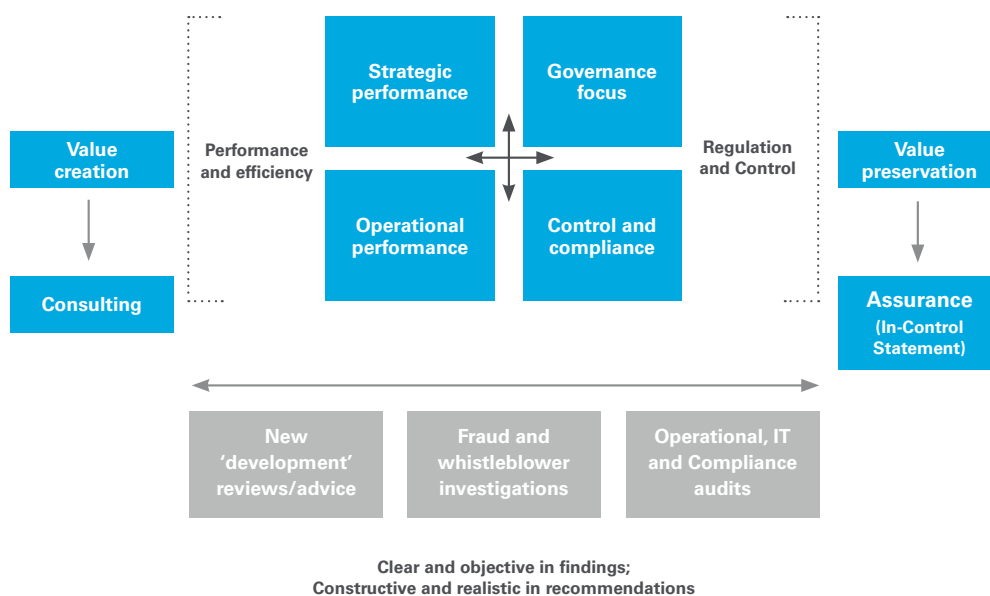 Value
creation
Consulting
Performance
and efficiency
Strategic
performance
Governance
focus
Operational
performance
Control and
compliance
Regulation
and Control
Value
preservation
Assurance
(In-Control
Statement)
New
‘development’
reviews/advice
Fraud and
whistleblower
investigations
Operational, IT
and Compliance
audits
Clear and objective in findings;
Constructive and realistic in recommendations